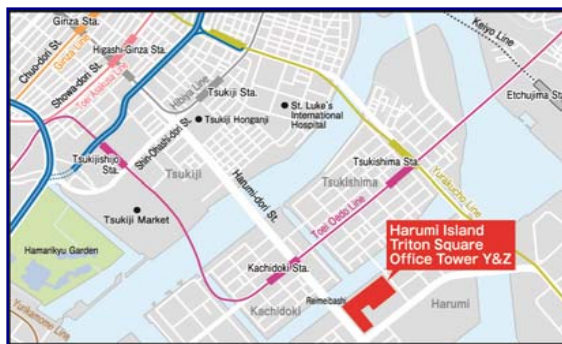 Ginza Sta.
Keiyo Line
Higashi-Ginza Sta.
Chuo-dori St.
Ginza Line
Showa-dori St.
Toei Asakusa Line
Hibiya Line
Tsukiji Sta.
Etchujima Sta.
St. Luke's
International
Hospital
Tsukiji Honganji
Shin-Ohashi-dori St.
Tsukijishijo
Sta.
Tsukiji
Harumi-dori St.
Tsukishima Sta.
Tsukishima
Yurakucho Line
Toei Oedo Line
Tsukiji Market
Harumi Island
Triton Square
Office Tower Y&Z
Hamarikyu Garden
Kachidoki Sta.
Reimeibashi
Harumi
Kachidoki
Yurikamome Line